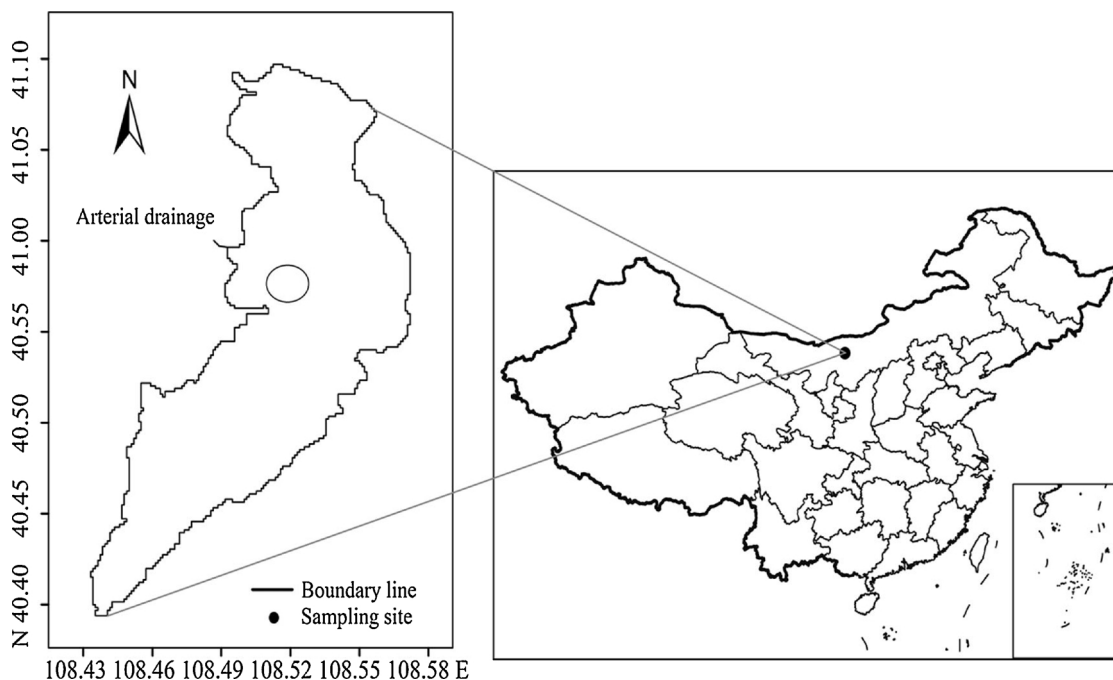 N
Arterial drainage
41.10
41.05
41.00
40.55
40.50
40.45
N 40.40
Boundary line
Sampling site
108.43 108.46 108.49 108.52 108.55 108.58 E